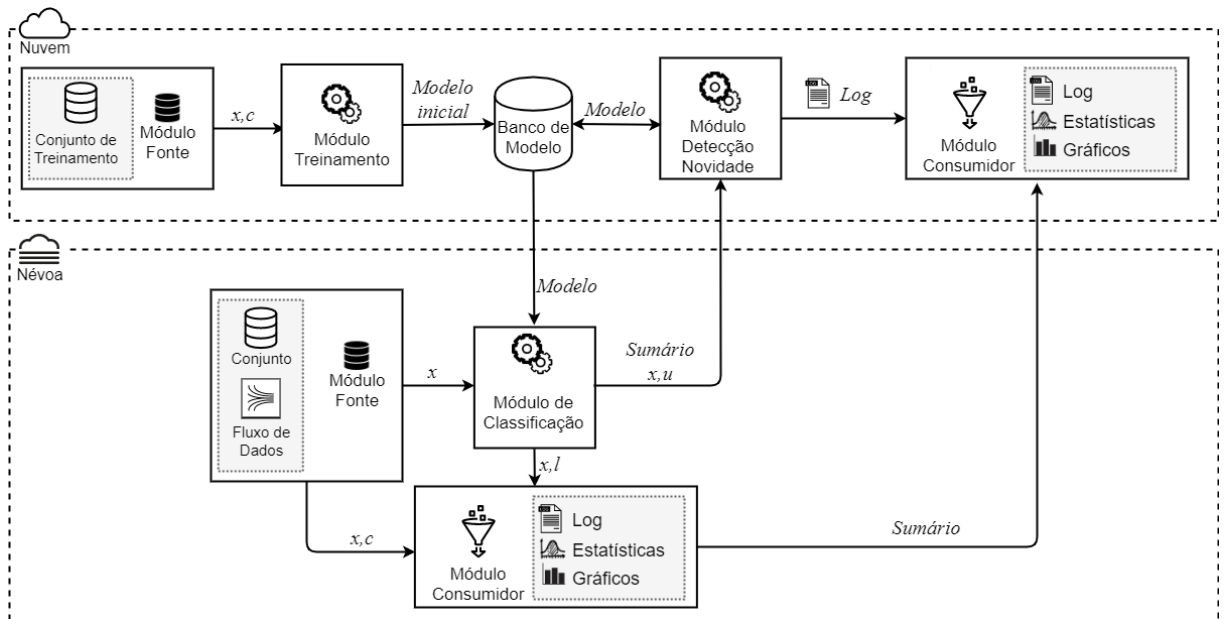 Nuvem
Conjunto de
Treinamento
Módulo
Fonte
x,c
Módulo
Treinamento
Modelo
inicial
Banco de
Modelo
Modelo
Módulo
Detecção
Novidade
Log
Módulo
Consumidor
Log
Estatísticas
Gráficos
Névoa
Modelo
Conjunto
Fluxo de
Dados
Módulo
Fonte
x
Módulo de
Classificação
Sumário
x,u
x,l
x,c
Módulo
Consumidor
Log
Estatísticas
Gráficos
Sumário